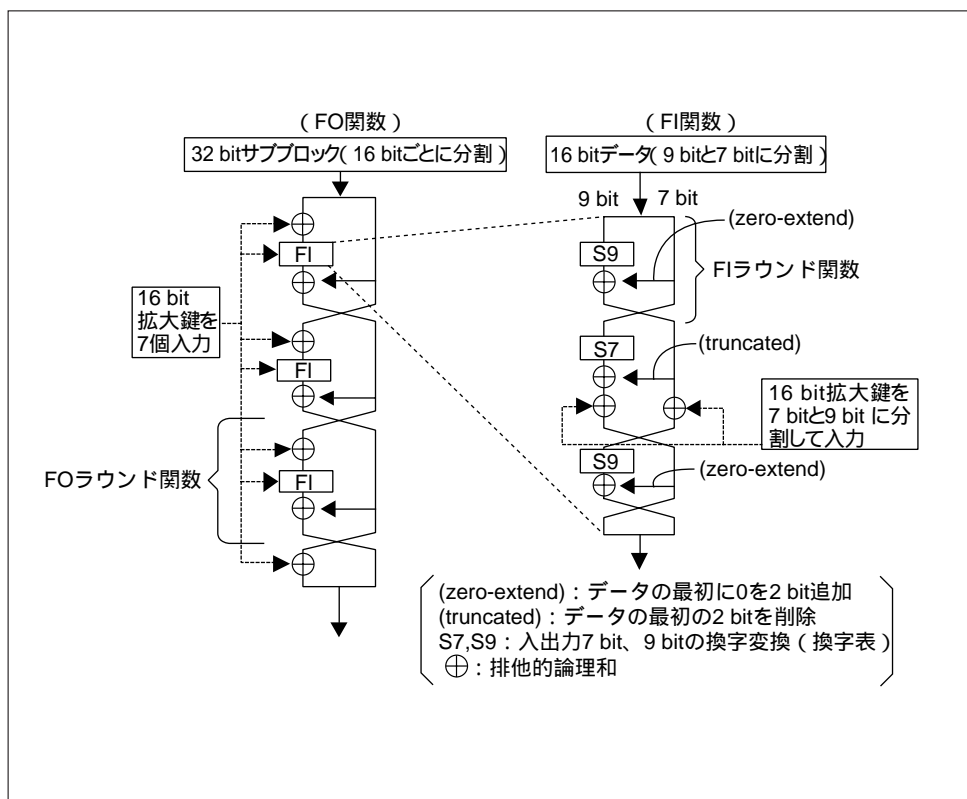 （FO関数）
32 bitサブブロック（16 bitごとに分割）
FI
FI
FI
16 bit
拡大鍵を
7個入力
FOラウンド関数
（FI関数）
16 bitデータ（9 bitと7 bitに分割）
9 bit
7 bit
(zero-extend)
S9
FIラウンド関数
S7
(truncated)
16 bit拡大鍵を
7 bitと9 bit に分
割して入力
S9
(zero-extend)
(zero-extend)：データの最初に0を2 bit追加
(truncated)：データの最初の2 bitを削除
S7,S9：入出力7 bit、9 bitの換字変換（換字表）
⊕：排他的論理和